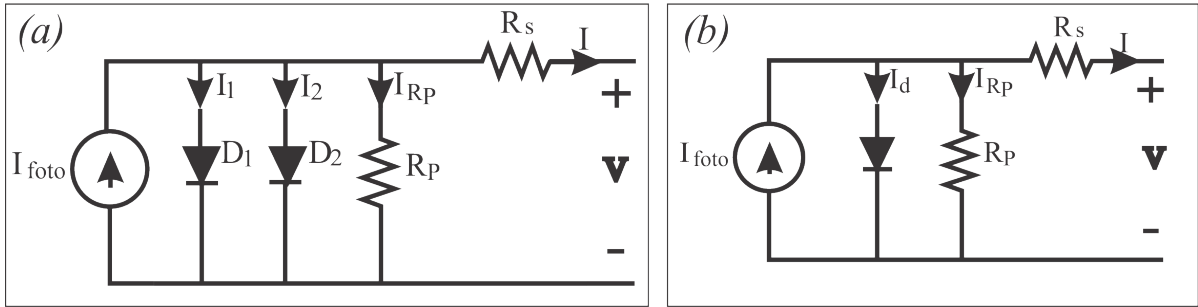 (a)
Rs
I
I1
I2
IRP
+
Ifoto
D1
D2
RP
V
-
(b)
Rs
I
Id
IRP
+
Ifoto
RP
V
-